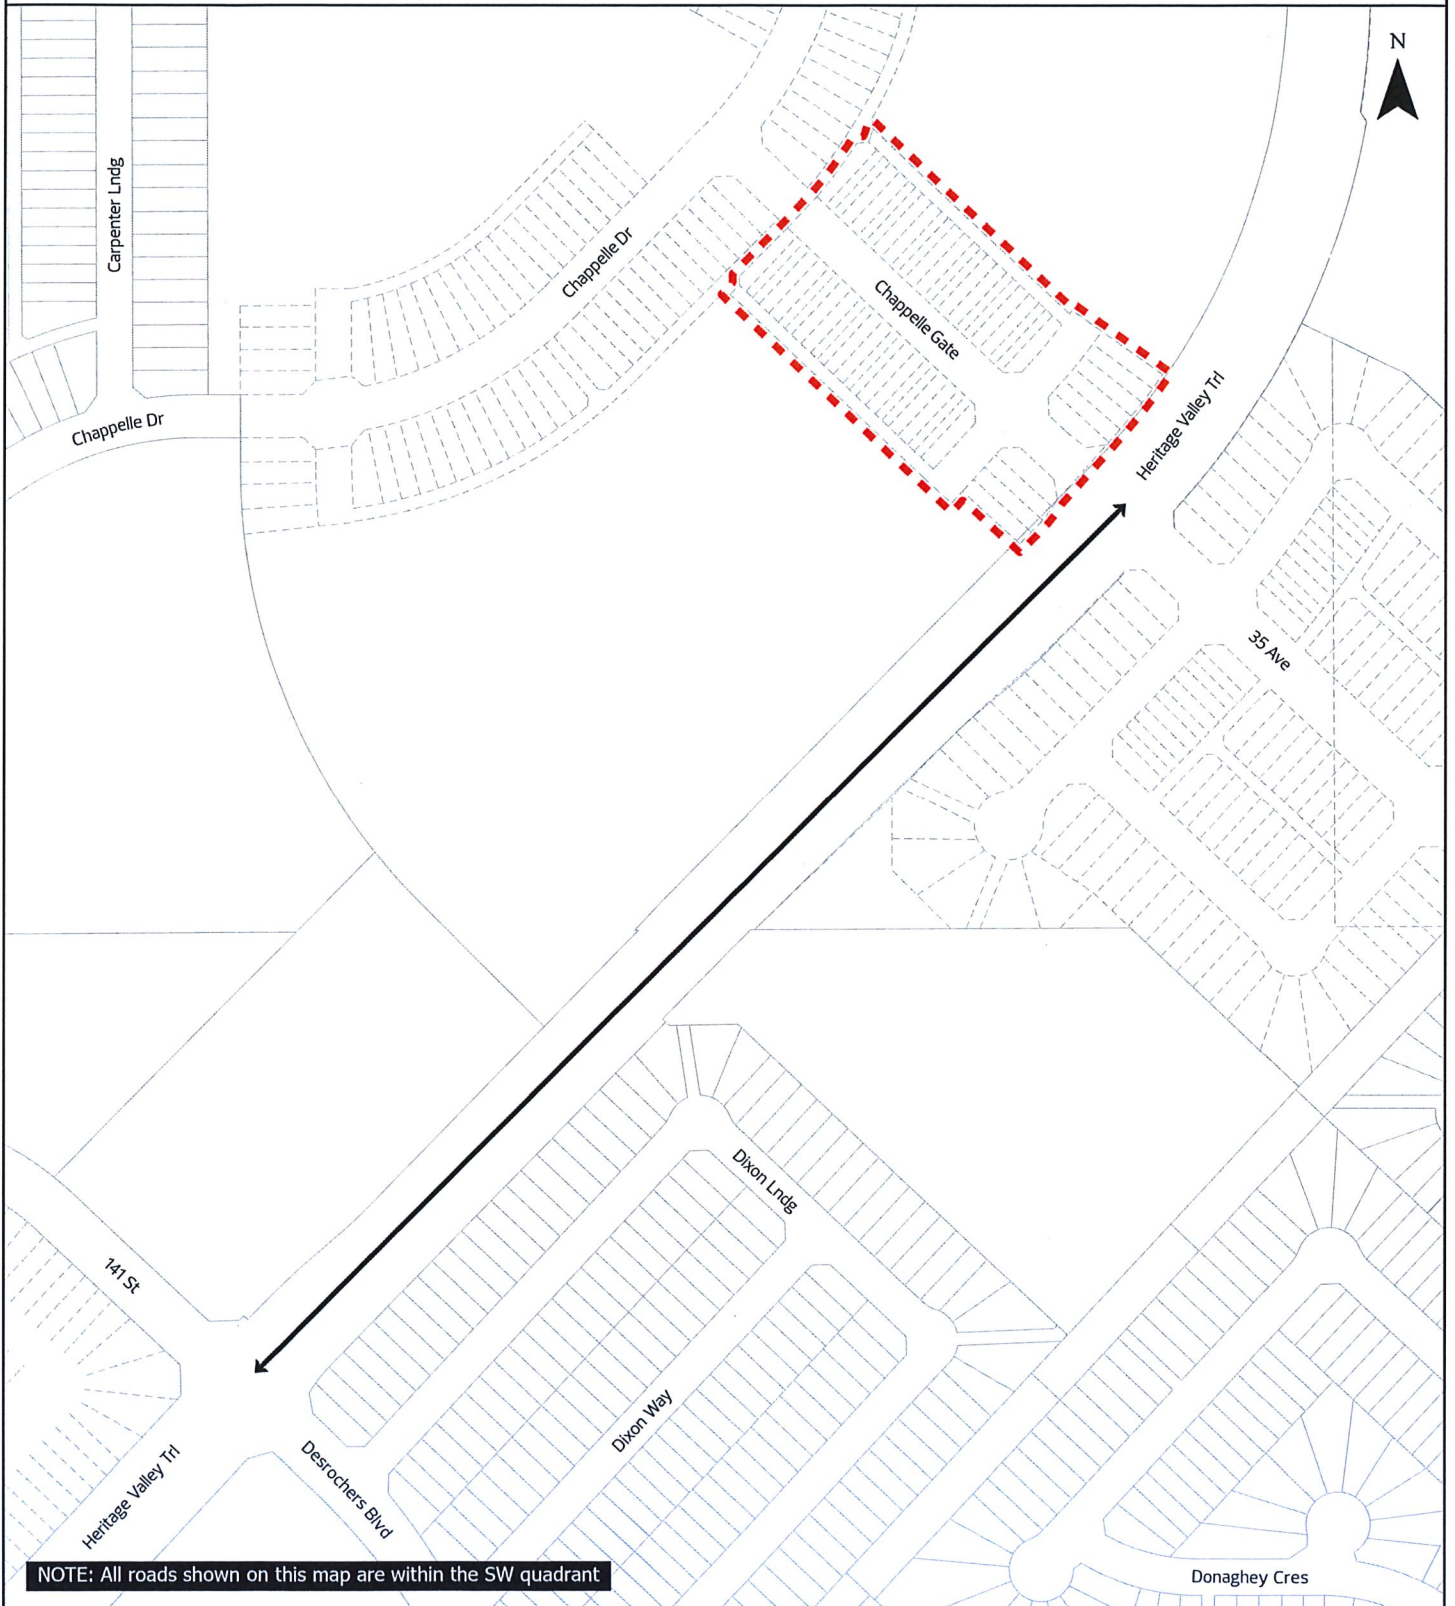 N
Carpenter Lndg
Chappelle Dr
Chappelle Gate
Heritage Valley Trl
Chappelle Dr
35 Ave
Dixon Lndg
141 St
Dixon Way
Heritage Valley Trl
Desrochers Blvd
NOTE: All roads shown on this map are within the SW quadrant
Donaghey Cres